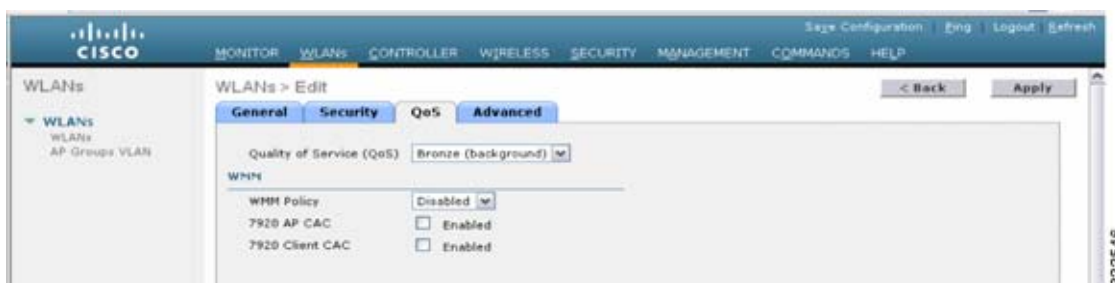 Save Configuration Ping Logout Refresh
CISCO
MONITOR WLANs CONTROLLER WIRELESS SECURITY MANAGEMENT COMMANDS HELP
WLANs
WLANs > Edit
< Back Apply
General Security QoS Advanced
WLANs
WLANs
AP Groups VLAN
Quality of Service (QoS) Bronze (background)
WMM
WMM Policy Disabled
7920 AP CAC Enabled
7920 Client CAC Enabled